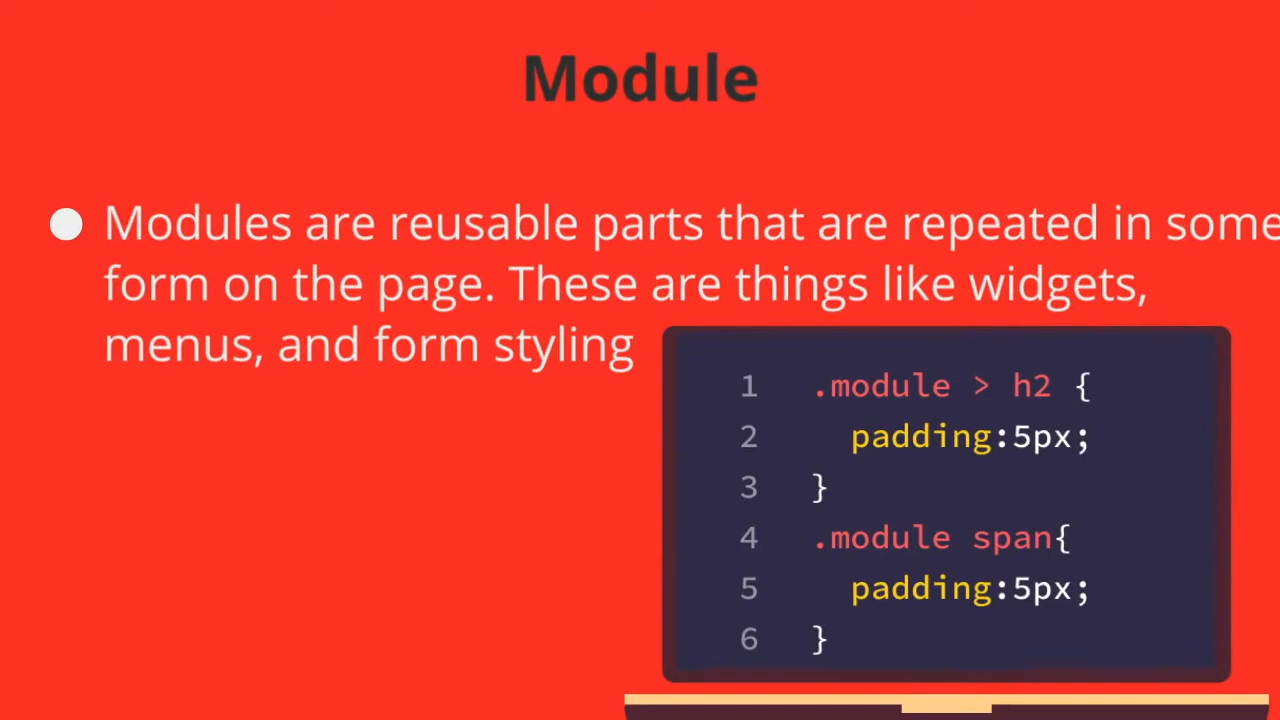 Module
Modules are reusable parts that are repeated in some
form on the page. These are things like widgets,
menus, and form styling
1 .module > h2 {
2 padding:5px;
3 }
4 .module span{
5 padding:5px;
6 }